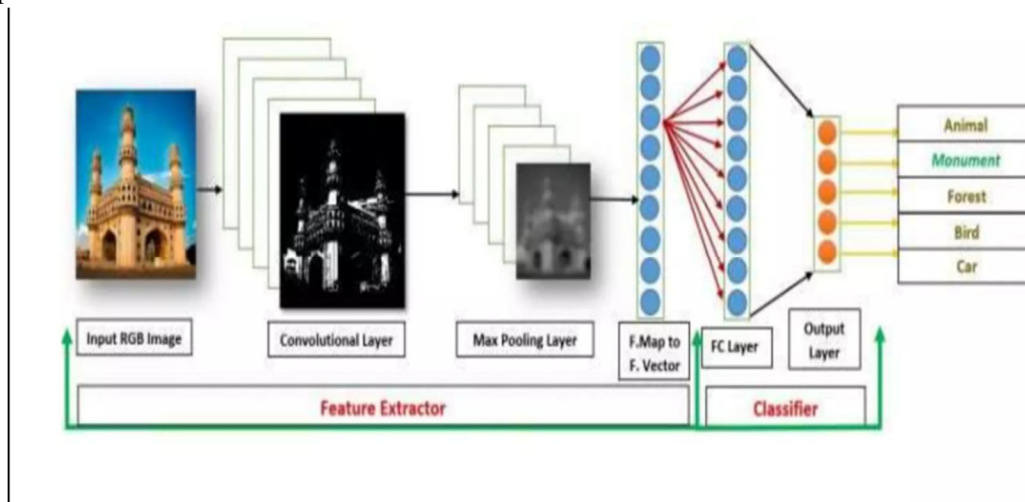 Animal
Monument
Forest
Bird
Car
Input RGB Image
Convolutional Layer
Max Pooling Layer
F.Map to
F. Vector
FC Layer
Output
Layer
Feature Extractor
Classifier